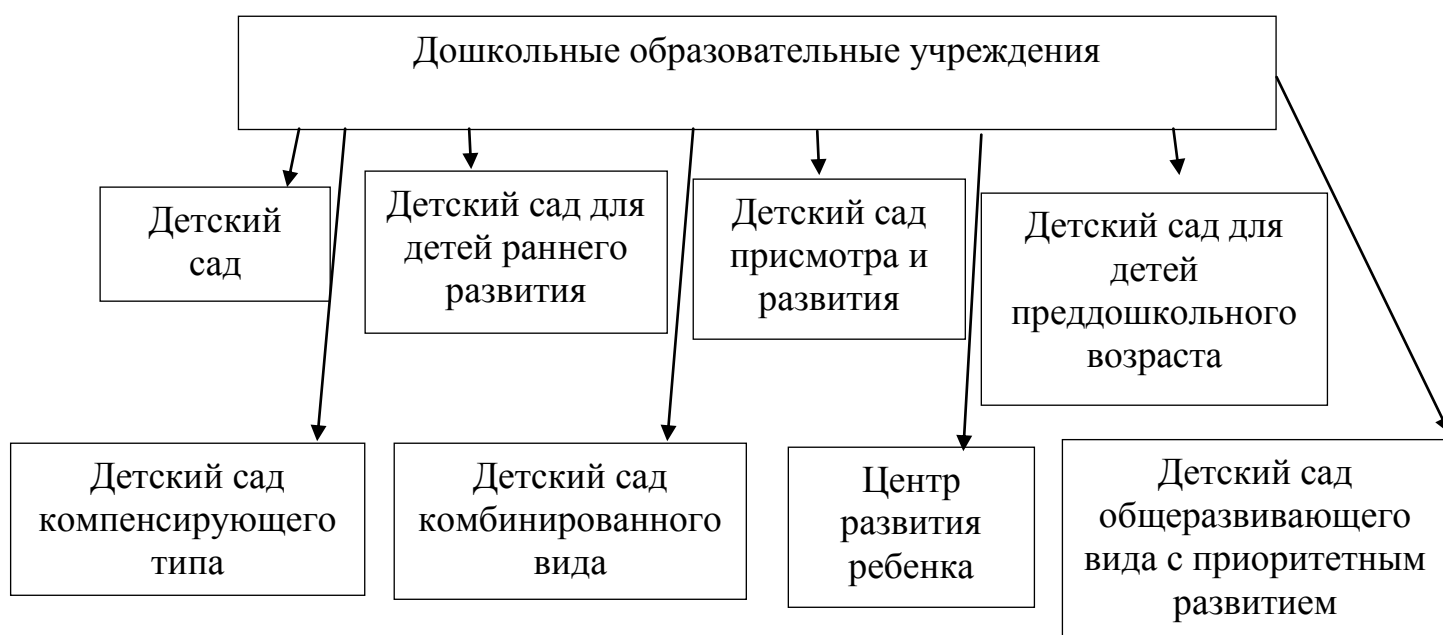 Дошкольные образовательные учреждения
Детский
сад
Детский сад для
детей раннего
развития
Детский сад
присмотра и
развития
Детский сад для
детей
преддошкольного
возраста
Детский сад
компенсирующего
типа
Детский сад
комбинированного
вида
Центр
развития
ребенка
Детский сад
общеразвивающего
вида с приоритетным
развитием